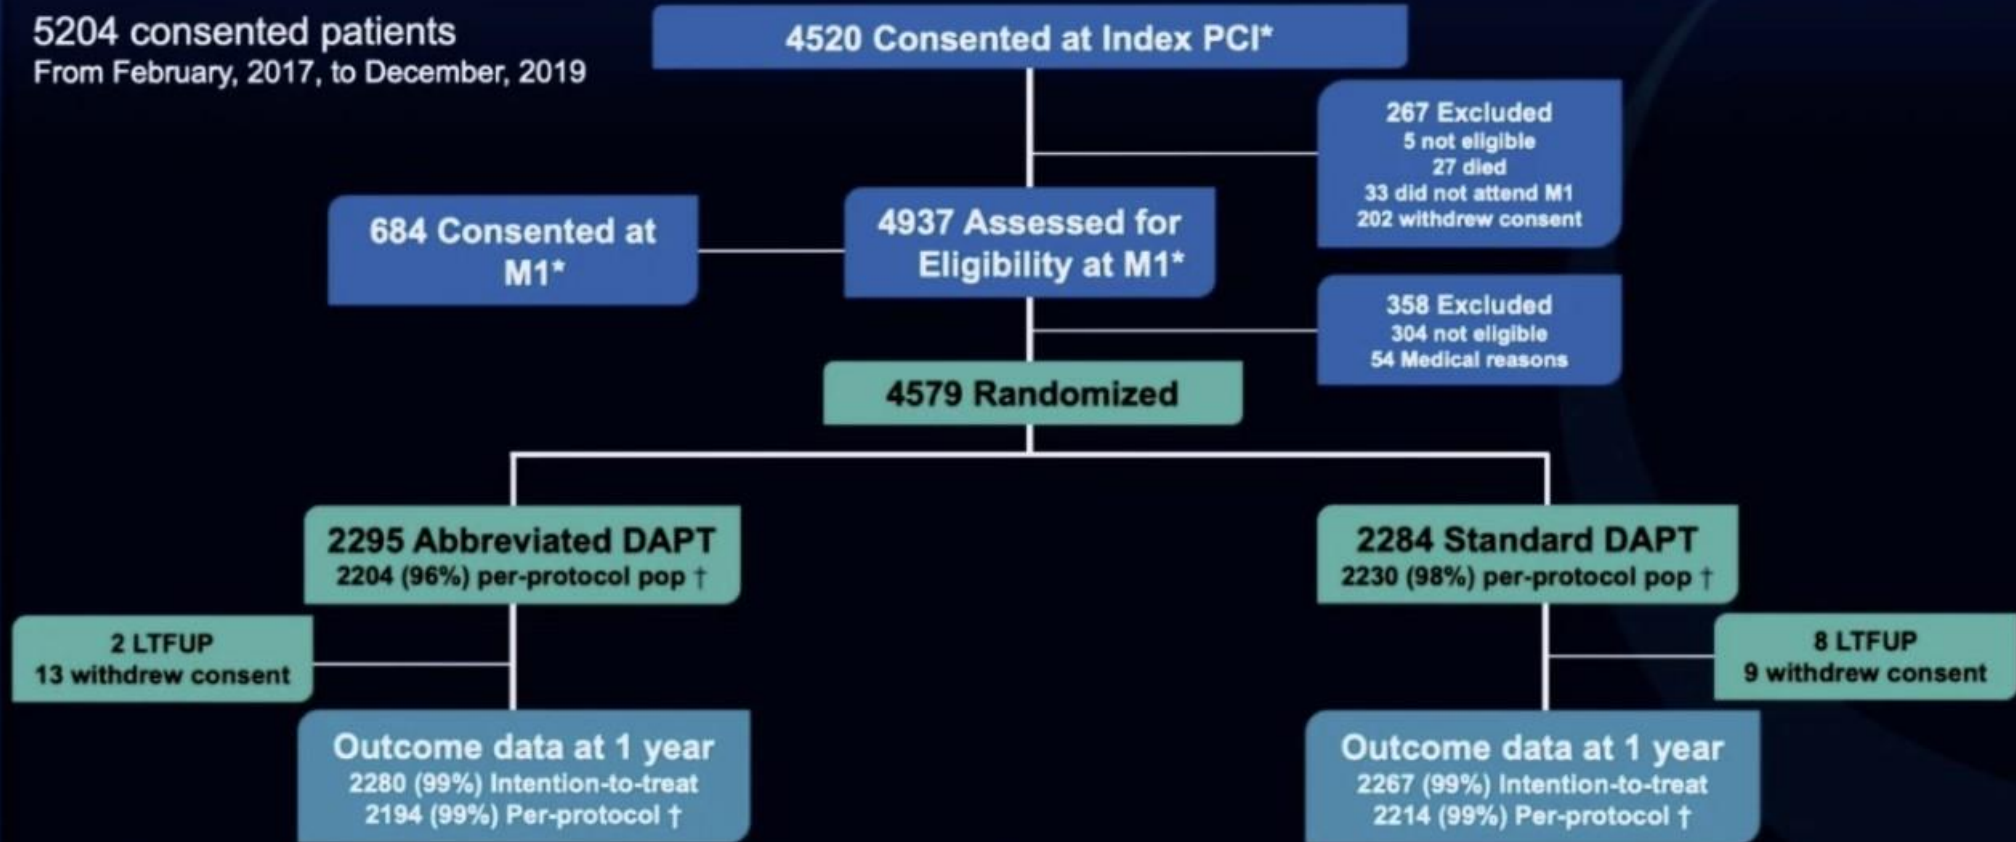 5204 consented patients
From February, 2017, to December, 2019
4520 Consented at Index PCI*
267 Excluded
5 not eligible
27 died
33 did not attend M1
202 withdrew consent
684 Consented at
M1*
4937 Assessed for
Eligibility at M1*
358 Excluded
304 not eligible
54 Medical reasons
4579 Randomized
2295 Abbreviated DAPT
2204 (96%) per-protocol pop †
2284 Standard DAPT
2230 (98%) per-protocol pop †
2 LTFUP
13 withdrew consent
8 LTFUP
9 withdrew consent
Outcome data at 1 year
2280 (99%) Intention-to-treat
2194 (99%) Per-protocol †
Outcome data at 1 year
2267 (99%) Intention-to-treat
2214 (99%) Per-protocol †